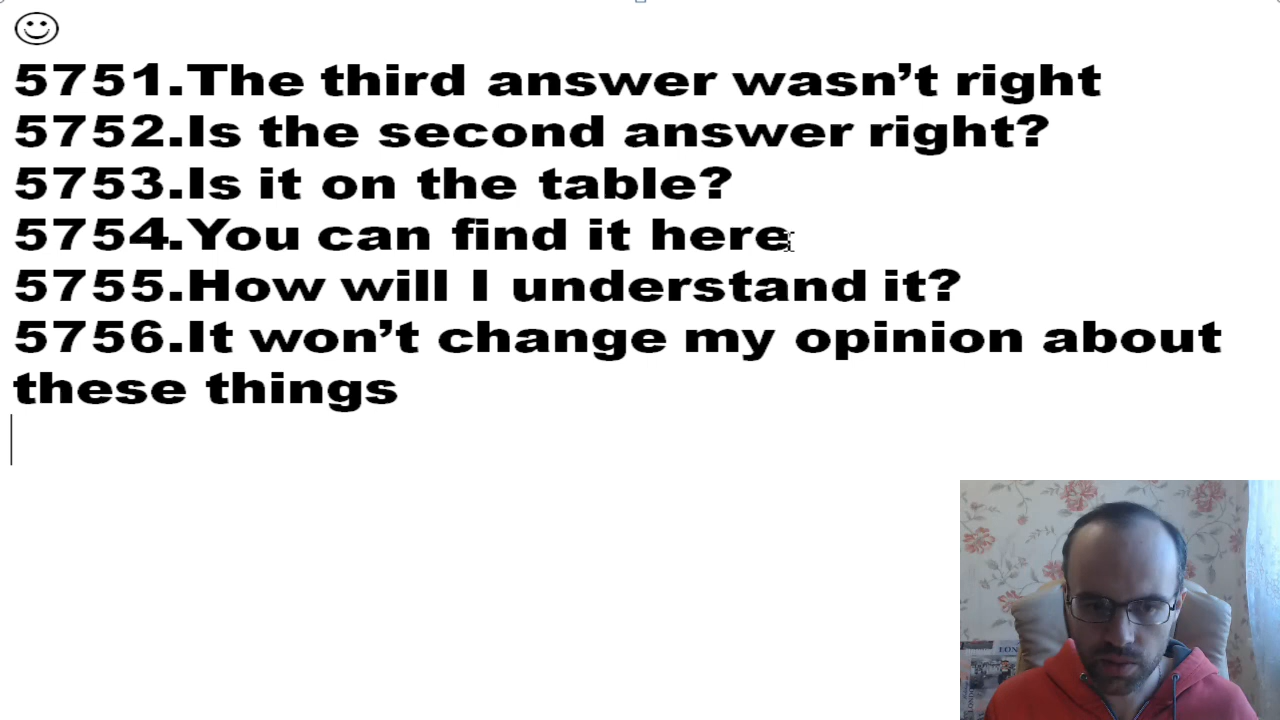 5751.The third answer wasn’t right
5752.Is the second answer right?
5753.Is it on the table?
5754.You can find it here
5755.How will I understand it?
5756.It won’t change my opinion about
these things